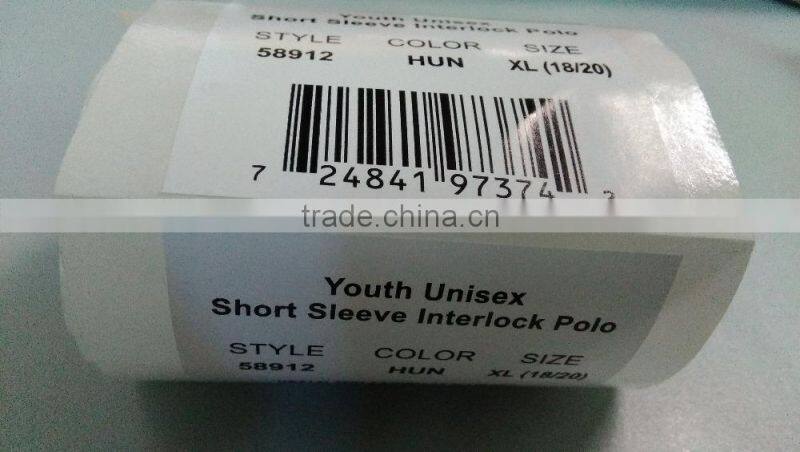 Youth Unisex
Short Sleeve Interlock Polo
STYLE COLOR SIZE
58912 HUN XL (18/20)
7 24841 97374
trade.china.cn
Youth Unisex
Short Sleeve Interlock Polo
STYLE COLOR SIZE
58912 HUN XL (18/20)